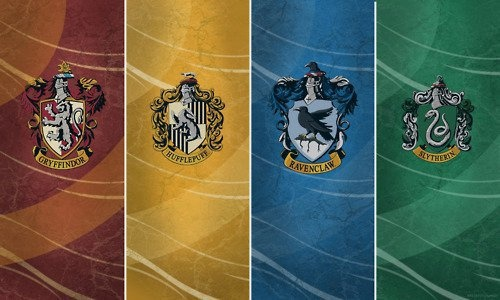 GRYFFINDOR
HUFFLEPUFF
RAVENCLAW
SLYTHERIN